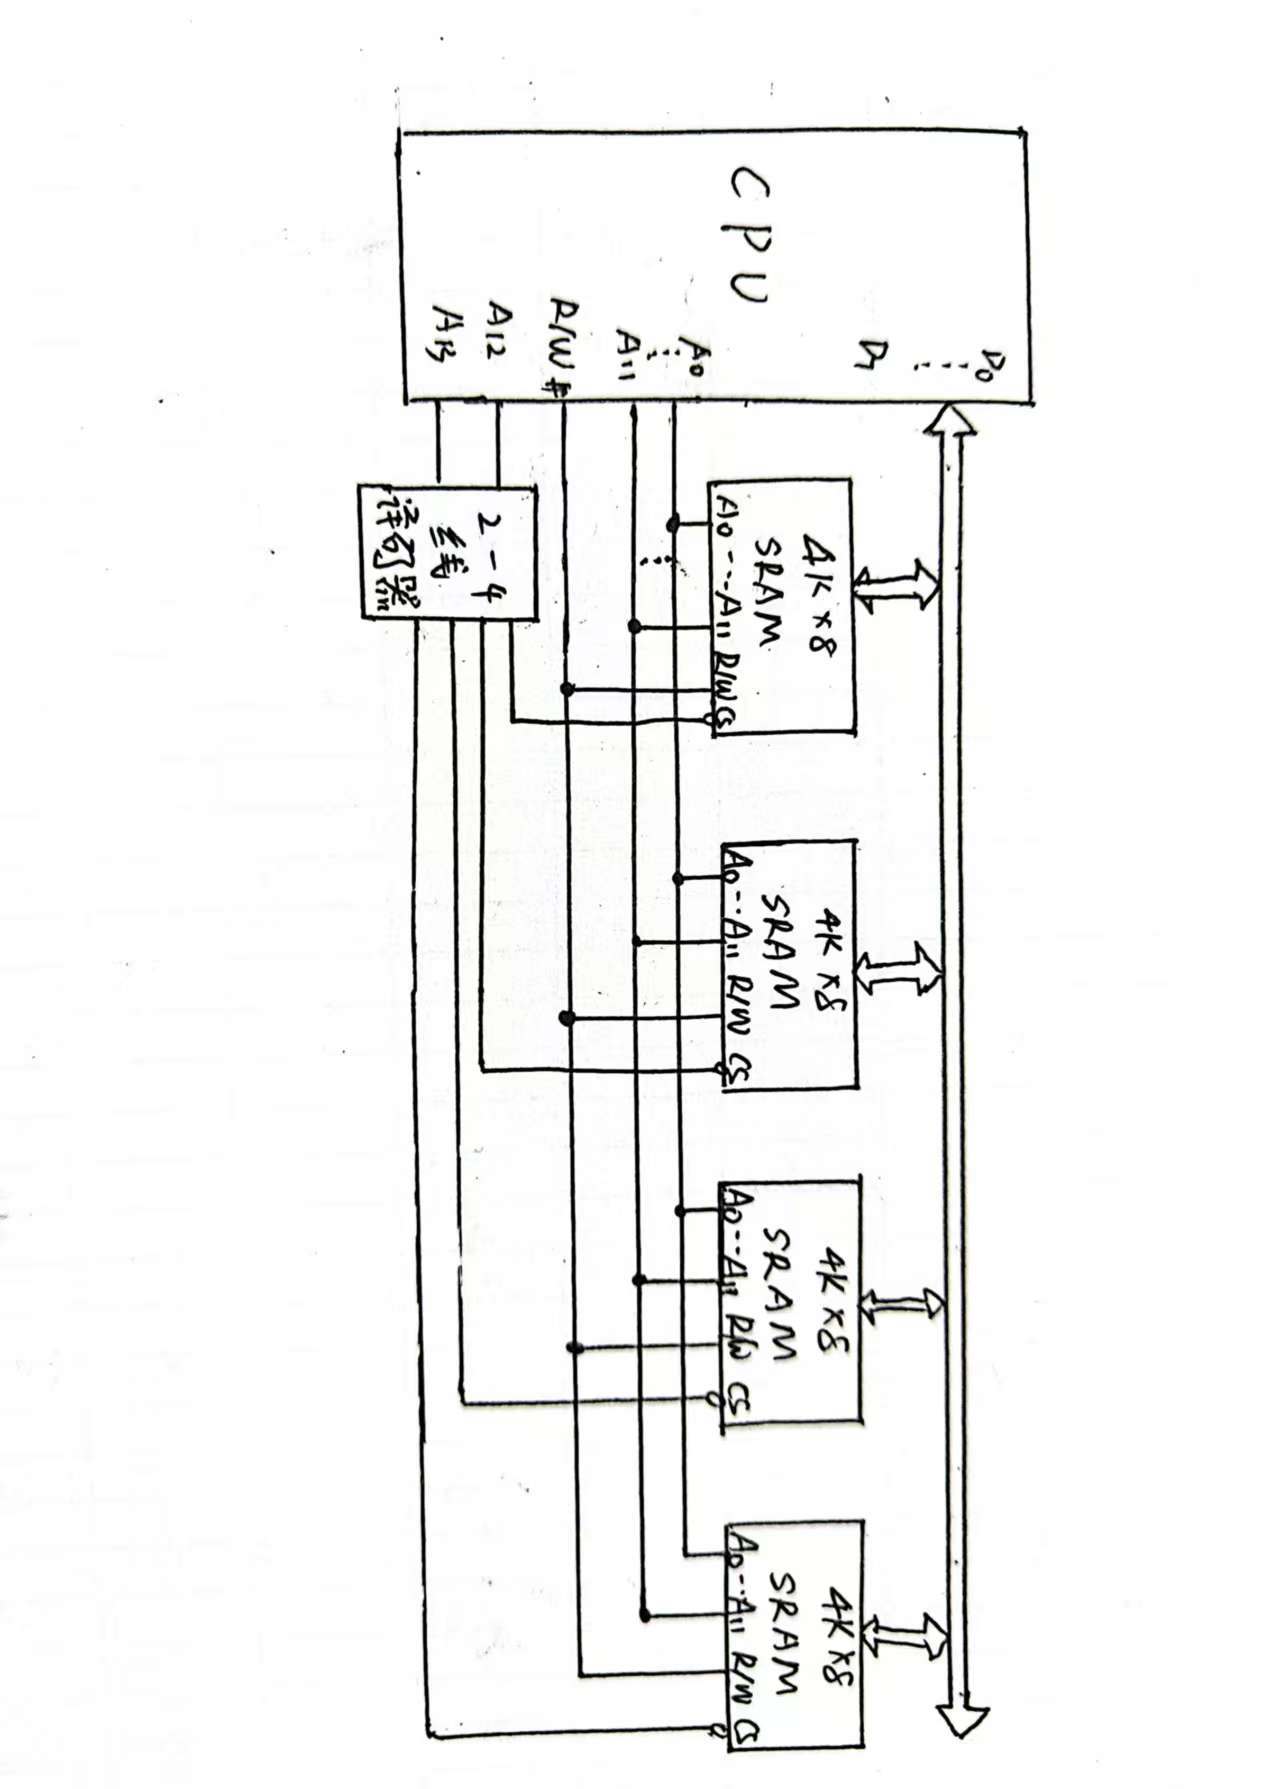 CPU
D0
D7
A0
A11
R/W#
A12
A13
2-4
线
译码器
4K×8
SRAM
A0 A11 R/W CS
4K×8
SRAM
A0 A11 R/W CS
4K×8
SRAM
A0 A11 R/W CS
4K×8
SRAM
A0 A11 R/W CS